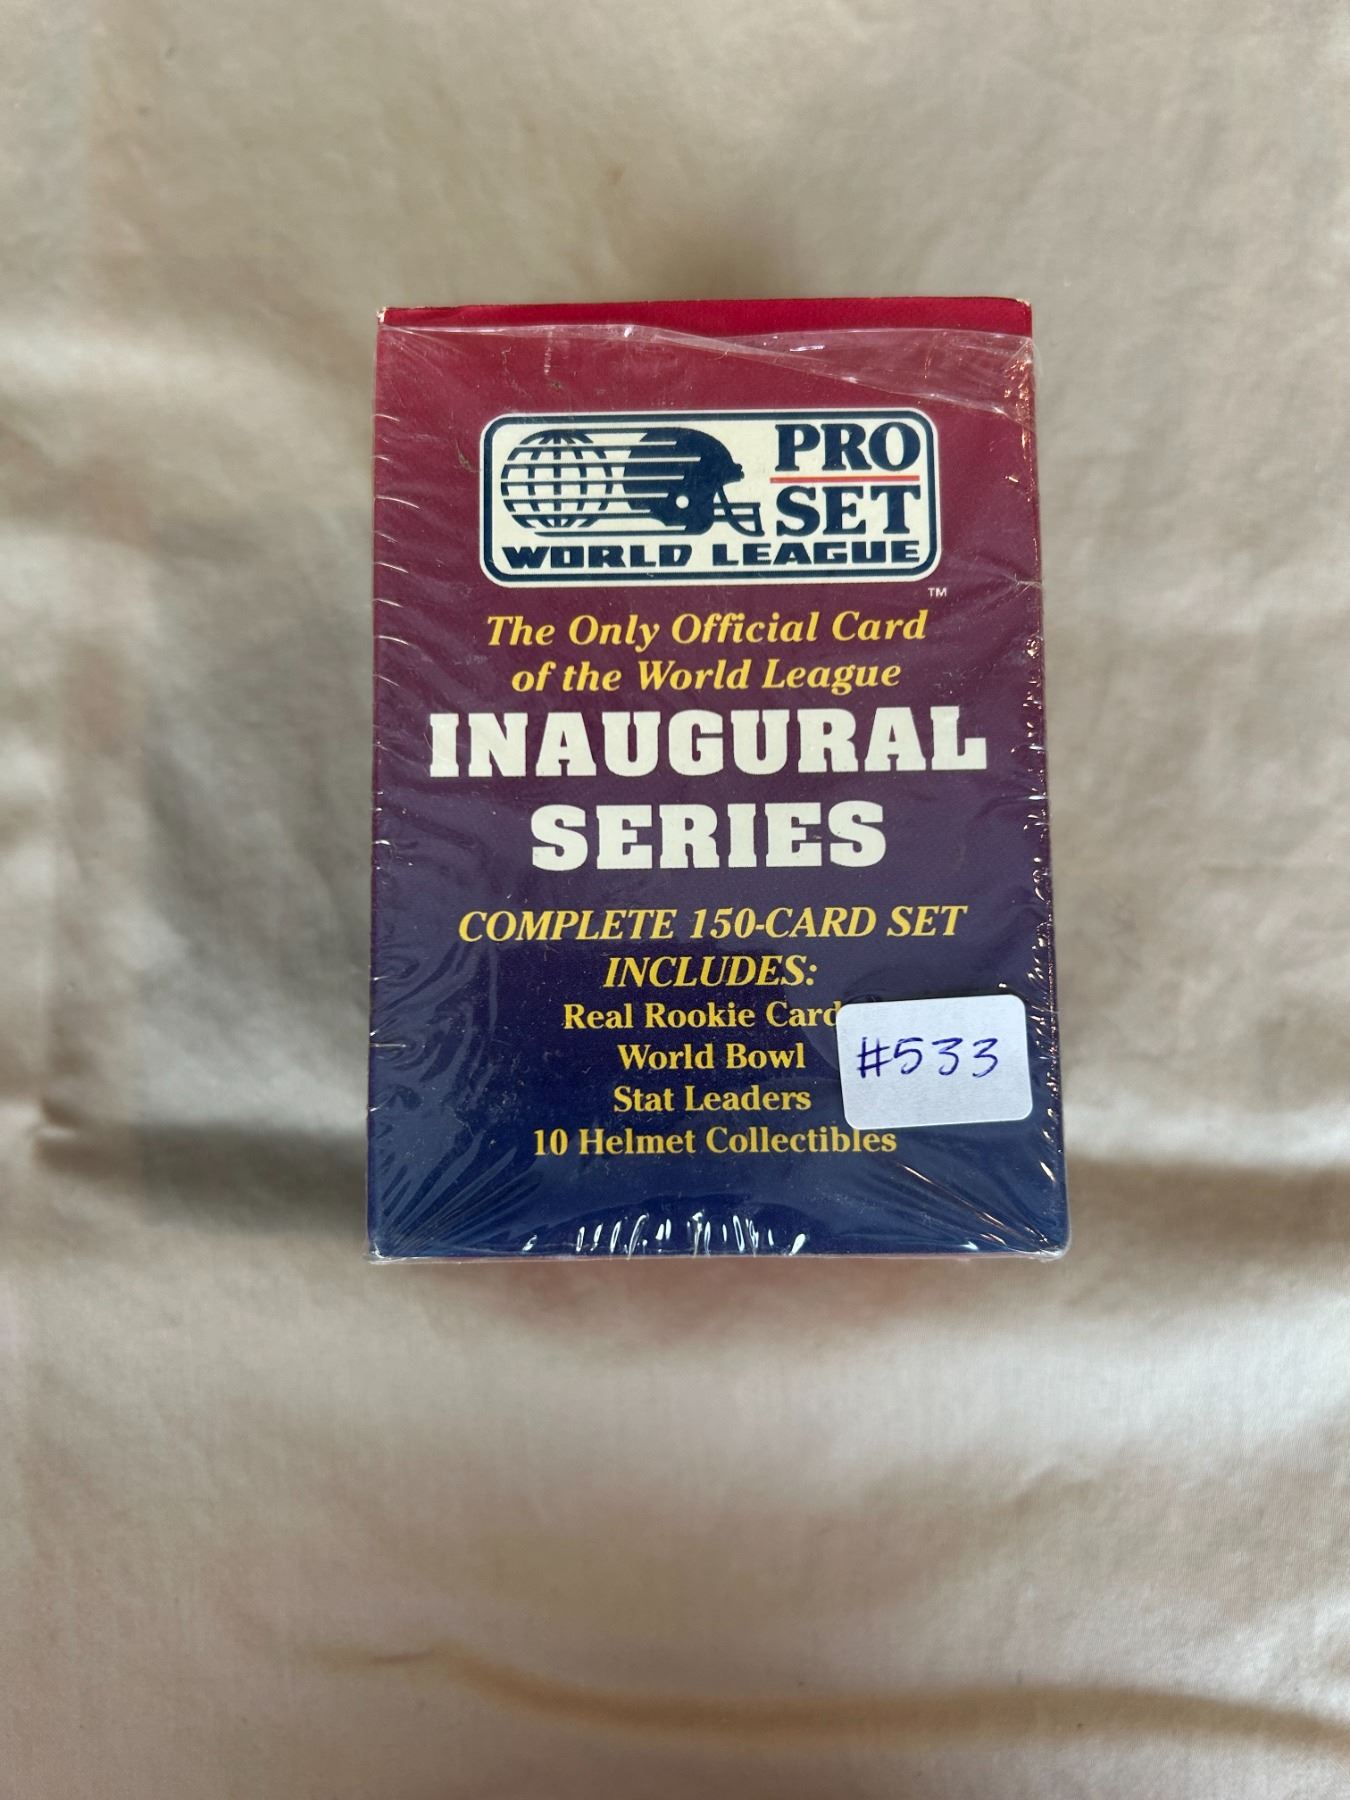 PRO
SET
WORLD LEAGUE
TM
The Only Official Card
of the World League
INAUGURAL
SERIES
COMPLETE 150-CARD SET
INCLUDES:
Real Rookie Card
World Bowl
#533
Stat Leaders
10 Helmet Collectibles